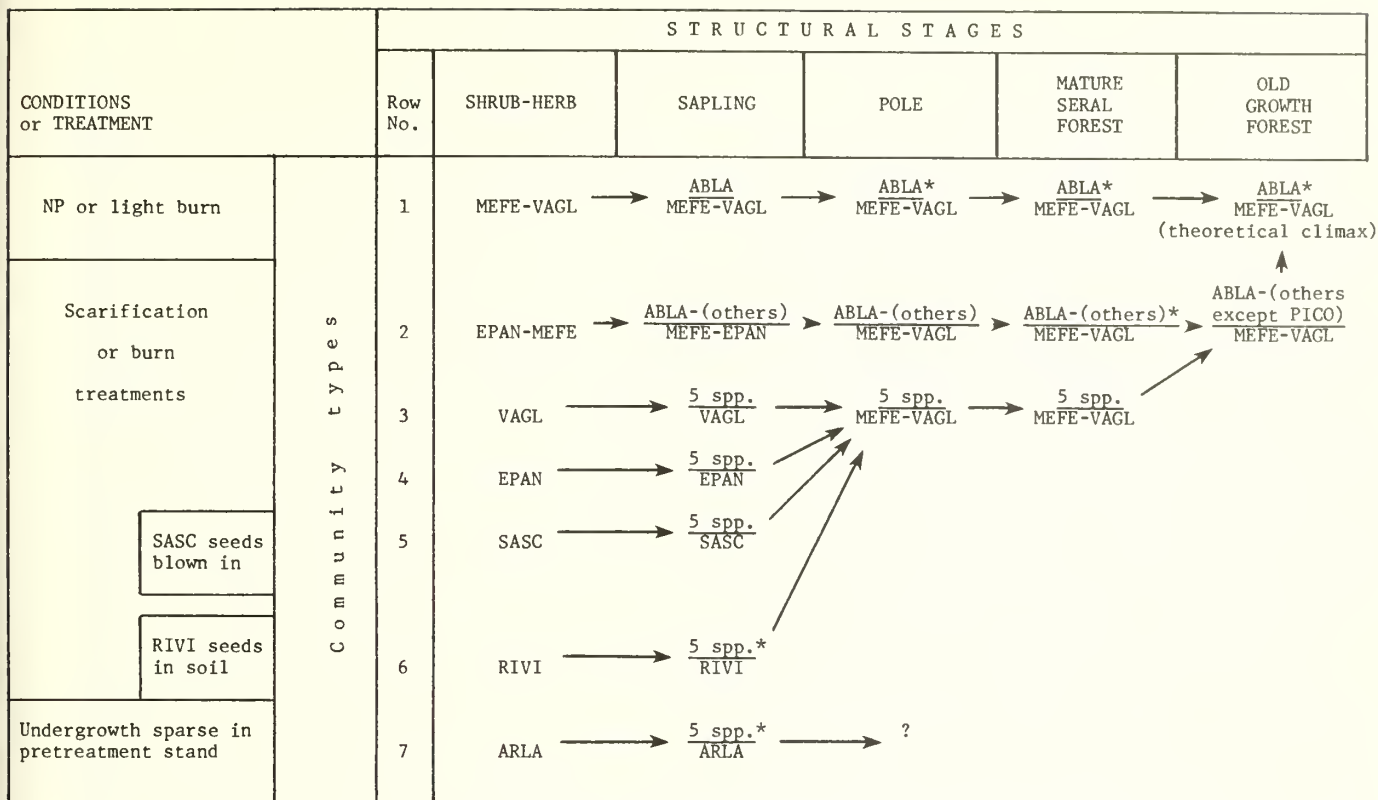 STRUCTURAL STAGES
CONDITIONS
or TREATMENT
Row
No.
SHRUB-HERB
SAPLING
POLE
MATURE
SERAL
FOREST
OLD
GROWTH
FOREST
Community types
NP or light burn
1
MEFE-VAGL
ABLA
MEFE-VAGL
ABLA*
MEFE-VAGL
ABLA*
MEFE-VAGL
ABLA*
MEFE-VAGL
(theoretical climax)
Scarification
or burn
treatments
2
EPAN-MEFE
ABLA-(others)
MEFE-EPAN
ABLA-(others)
MEFE-VAGL
ABLA-(others)*
MEFE-VAGL
ABLA-(others
except PICO)
MEFE-VAGL
3
VAGL
5 spp.
VAGL
5 spp.
MEFE-VAGL
5 spp.
MEFE-VAGL
4
EPAN
5 spp.
EPAN
SASC seeds
blown in
5
SASC
5 spp.
SASC
RIVI seeds
in soil
6
RIVI
5 spp.*
RIVI
Undergrowth sparse in
pretreatment stand
7
ARLA
5 spp.*
ARLA
?